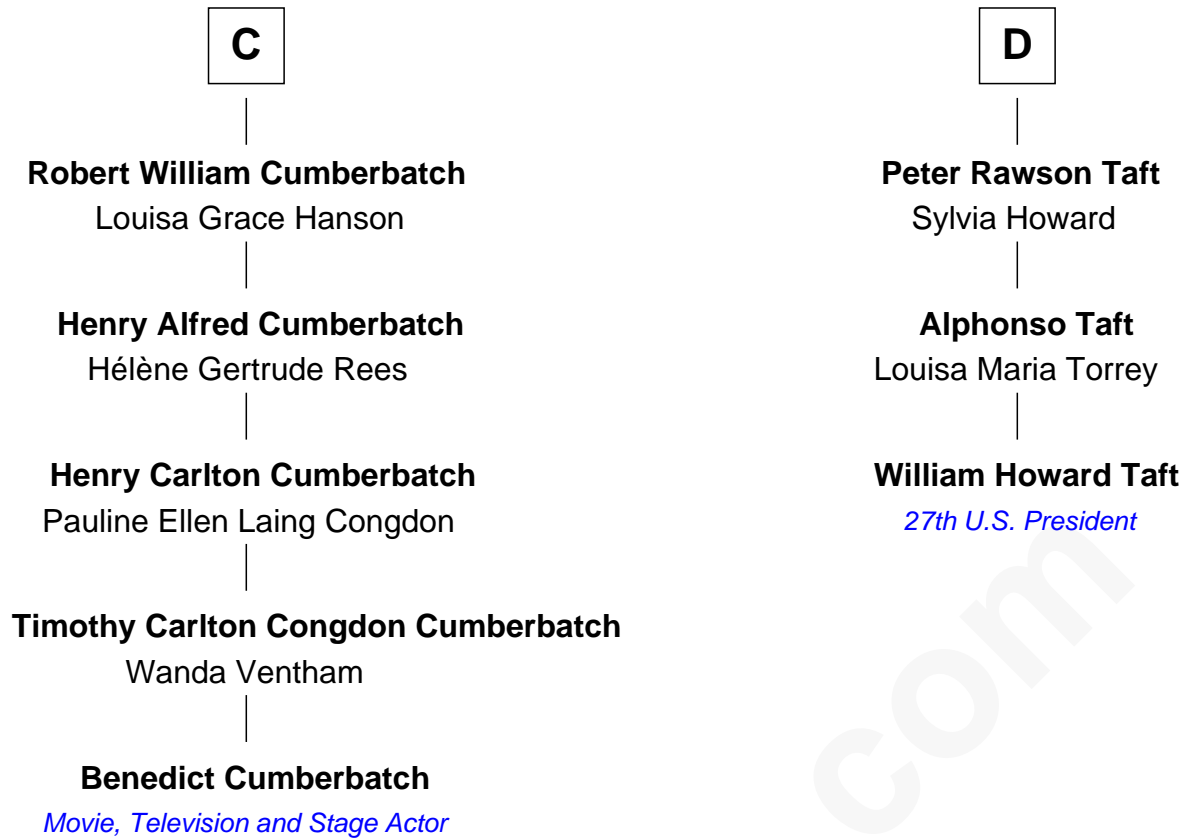 C
Robert William Cumberbatch
Louisa Grace Hanson
Henry Alfred Cumberbatch
Hélène Gertrude Rees
Henry Carlton Cumberbatch
Pauline Ellen Laing Congdon
Timothy Carlton Congdon Cumberbatch
Wanda Ventham
Benedict Cumberbatch
Movie, Television and Stage Actor
D
Peter Rawson Taft
Sylvia Howard
Alphonso Taft
Louisa Maria Torrey
William Howard Taft
27th U.S. President
com